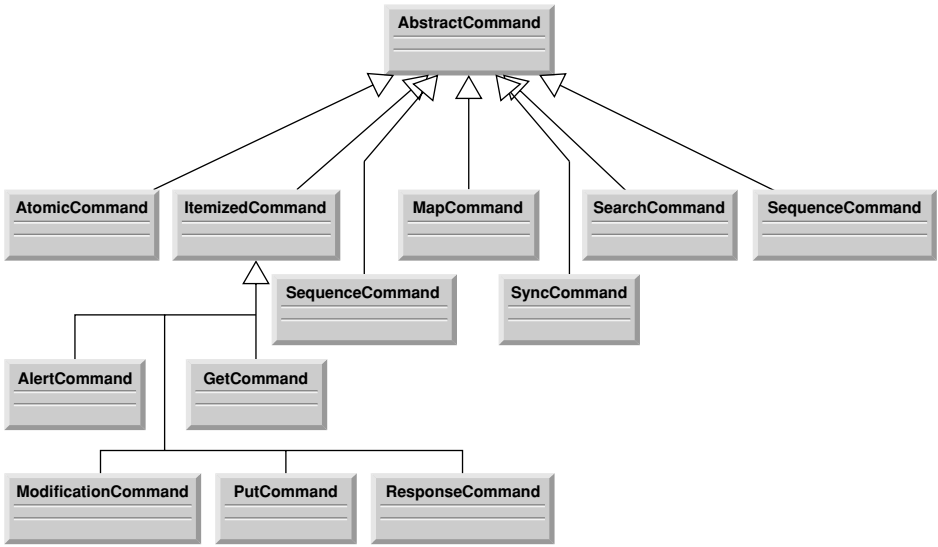 AbstractCommand
AtomicCommand
ItemizedCommand
MapCommand
SearchCommand
SequenceCommand
SequenceCommand
SyncCommand
AlertCommand
GetCommand
ModificationCommand
PutCommand
ResponseCommand